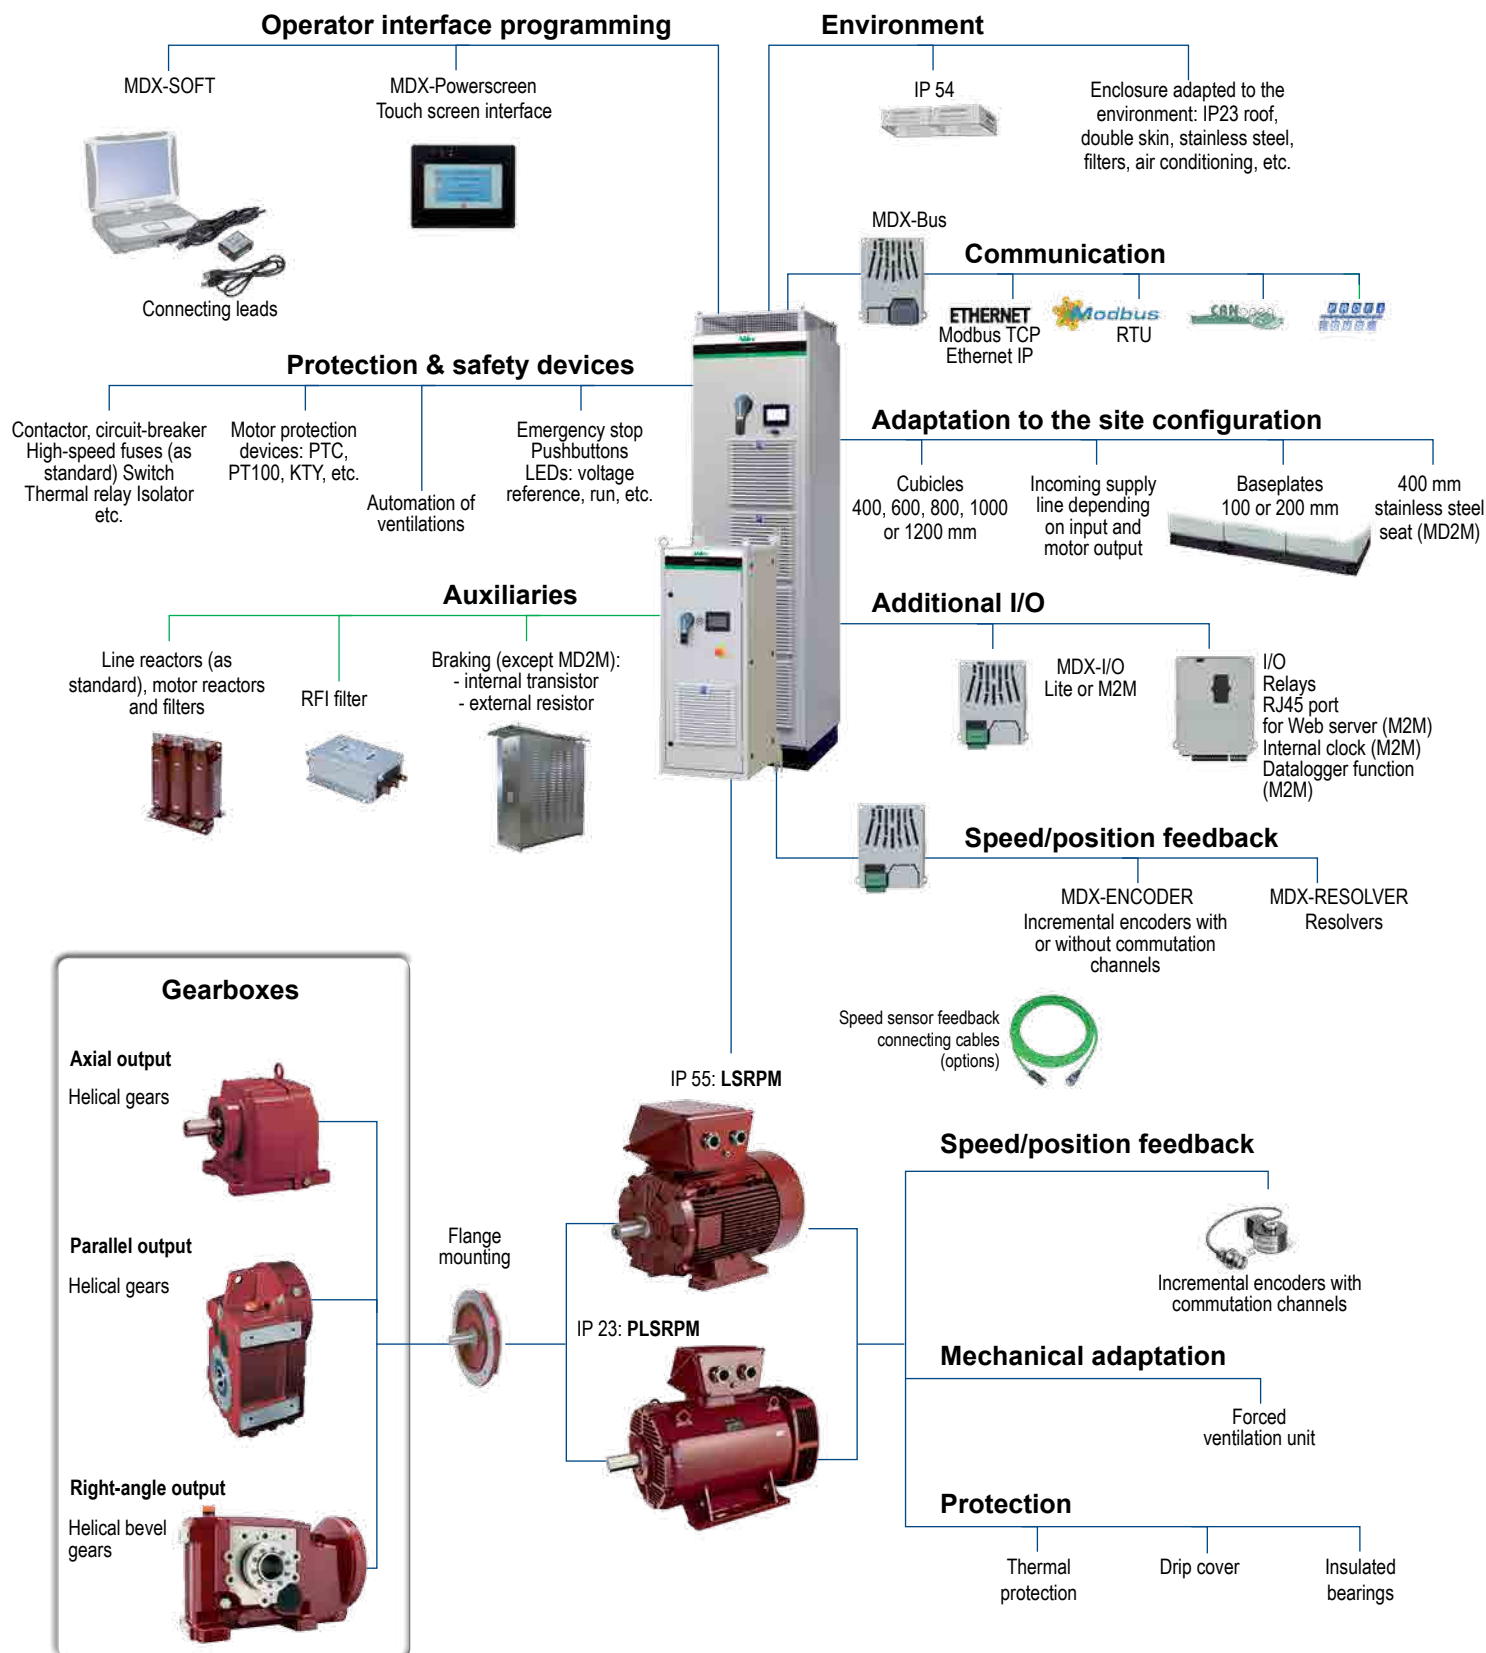 Operator interface programming
MDX-SOFT
MDX-Powerscreen
Touch screen interface
Connecting leads
Environment
IP 54
Enclosure adapted to the
environment: IP23 roof,
double skin, stainless steel,
filters, air conditioning, etc.
MDX-Bus
Communication
ETHERNET
Modbus TCP
Ethernet IP
Modbus
RTU
CANopen
PROFI
Protection & safety devices
Contactor, circuit-breaker
High-speed fuses (as
standard) Switch
Thermal relay Isolator
etc.
Motor protection
devices: PTC,
PT100, KTY, etc.
Automation of
ventilations
Emergency stop
Pushbuttons
LEDs: voltage
reference, run, etc.
Adaptation to the site configuration
Cubicles
400, 600, 800, 1000
or 1200 mm
Incoming supply
line depending
on input and
motor output
Baseplates
100 or 200 mm
400 mm
stainless steel
seat (MD2M)
Auxiliaries
Line reactors (as
standard), motor reactors
and filters
RFI filter
Braking (except MD2M):
- internal transistor
- external resistor
Additional I/O
MDX-I/O
Lite or M2M
I/O
Relays
RJ45 port
for Web server (M2M)
Internal clock (M2M)
Datalogger function
(M2M)
Speed/position feedback
MDX-ENCODER
Incremental encoders with
or without commutation
channels
MDX-RESOLVER
Resolvers
Speed sensor feedback
connecting cables
(options)
Gearboxes
Axial output
Helical gears
Parallel output
Helical gears
Right-angle output
Helical bevel
gears
Flange
mounting
IP 55: LSRPM
IP 23: PLSRPM
Speed/position feedback
Incremental encoders with
commutation channels
Mechanical adaptation
Forced
ventilation unit
Protection
Thermal
protection
Drip cover
Insulated
bearings